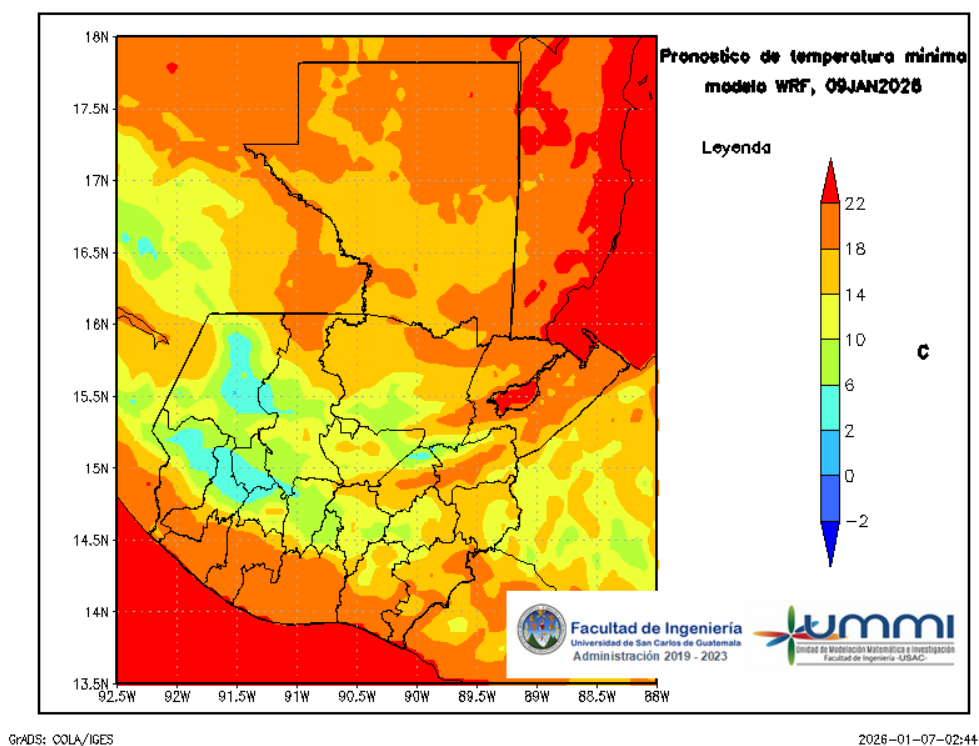 Pronostico de temperatura minima
modelo WRF, 09JAN2026
Leyenda
22
18
14
10
6
2
0
-2
C
18N
17.5N
17N
16.5N
16N
15.5N
15N
14.5N
14N
13.5N
92.5W
92W
91.5W
91W
90.5W
90W
89.5W
89W
88.5W
88W
Facultad de Ingeniería
Universidad de San Carlos de Guatemala
Administración 2019 - 2023
ummi
Unidad de Modelación Matemática e Investigación
Facultad de Ingeniería -USAC-
GrADS: COLA/IGES
2026-01-07-02:44